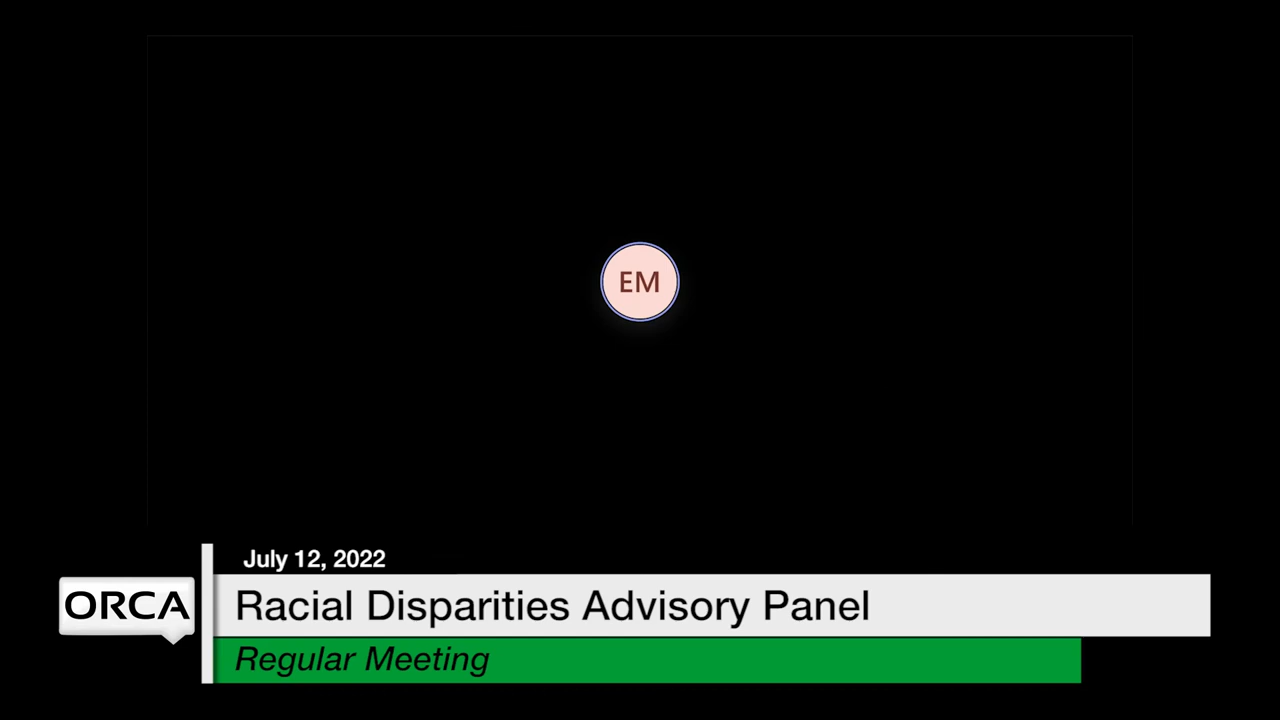 EM
July 12, 2022
ORCA
Racial Disparities Advisory Panel
Regular Meeting